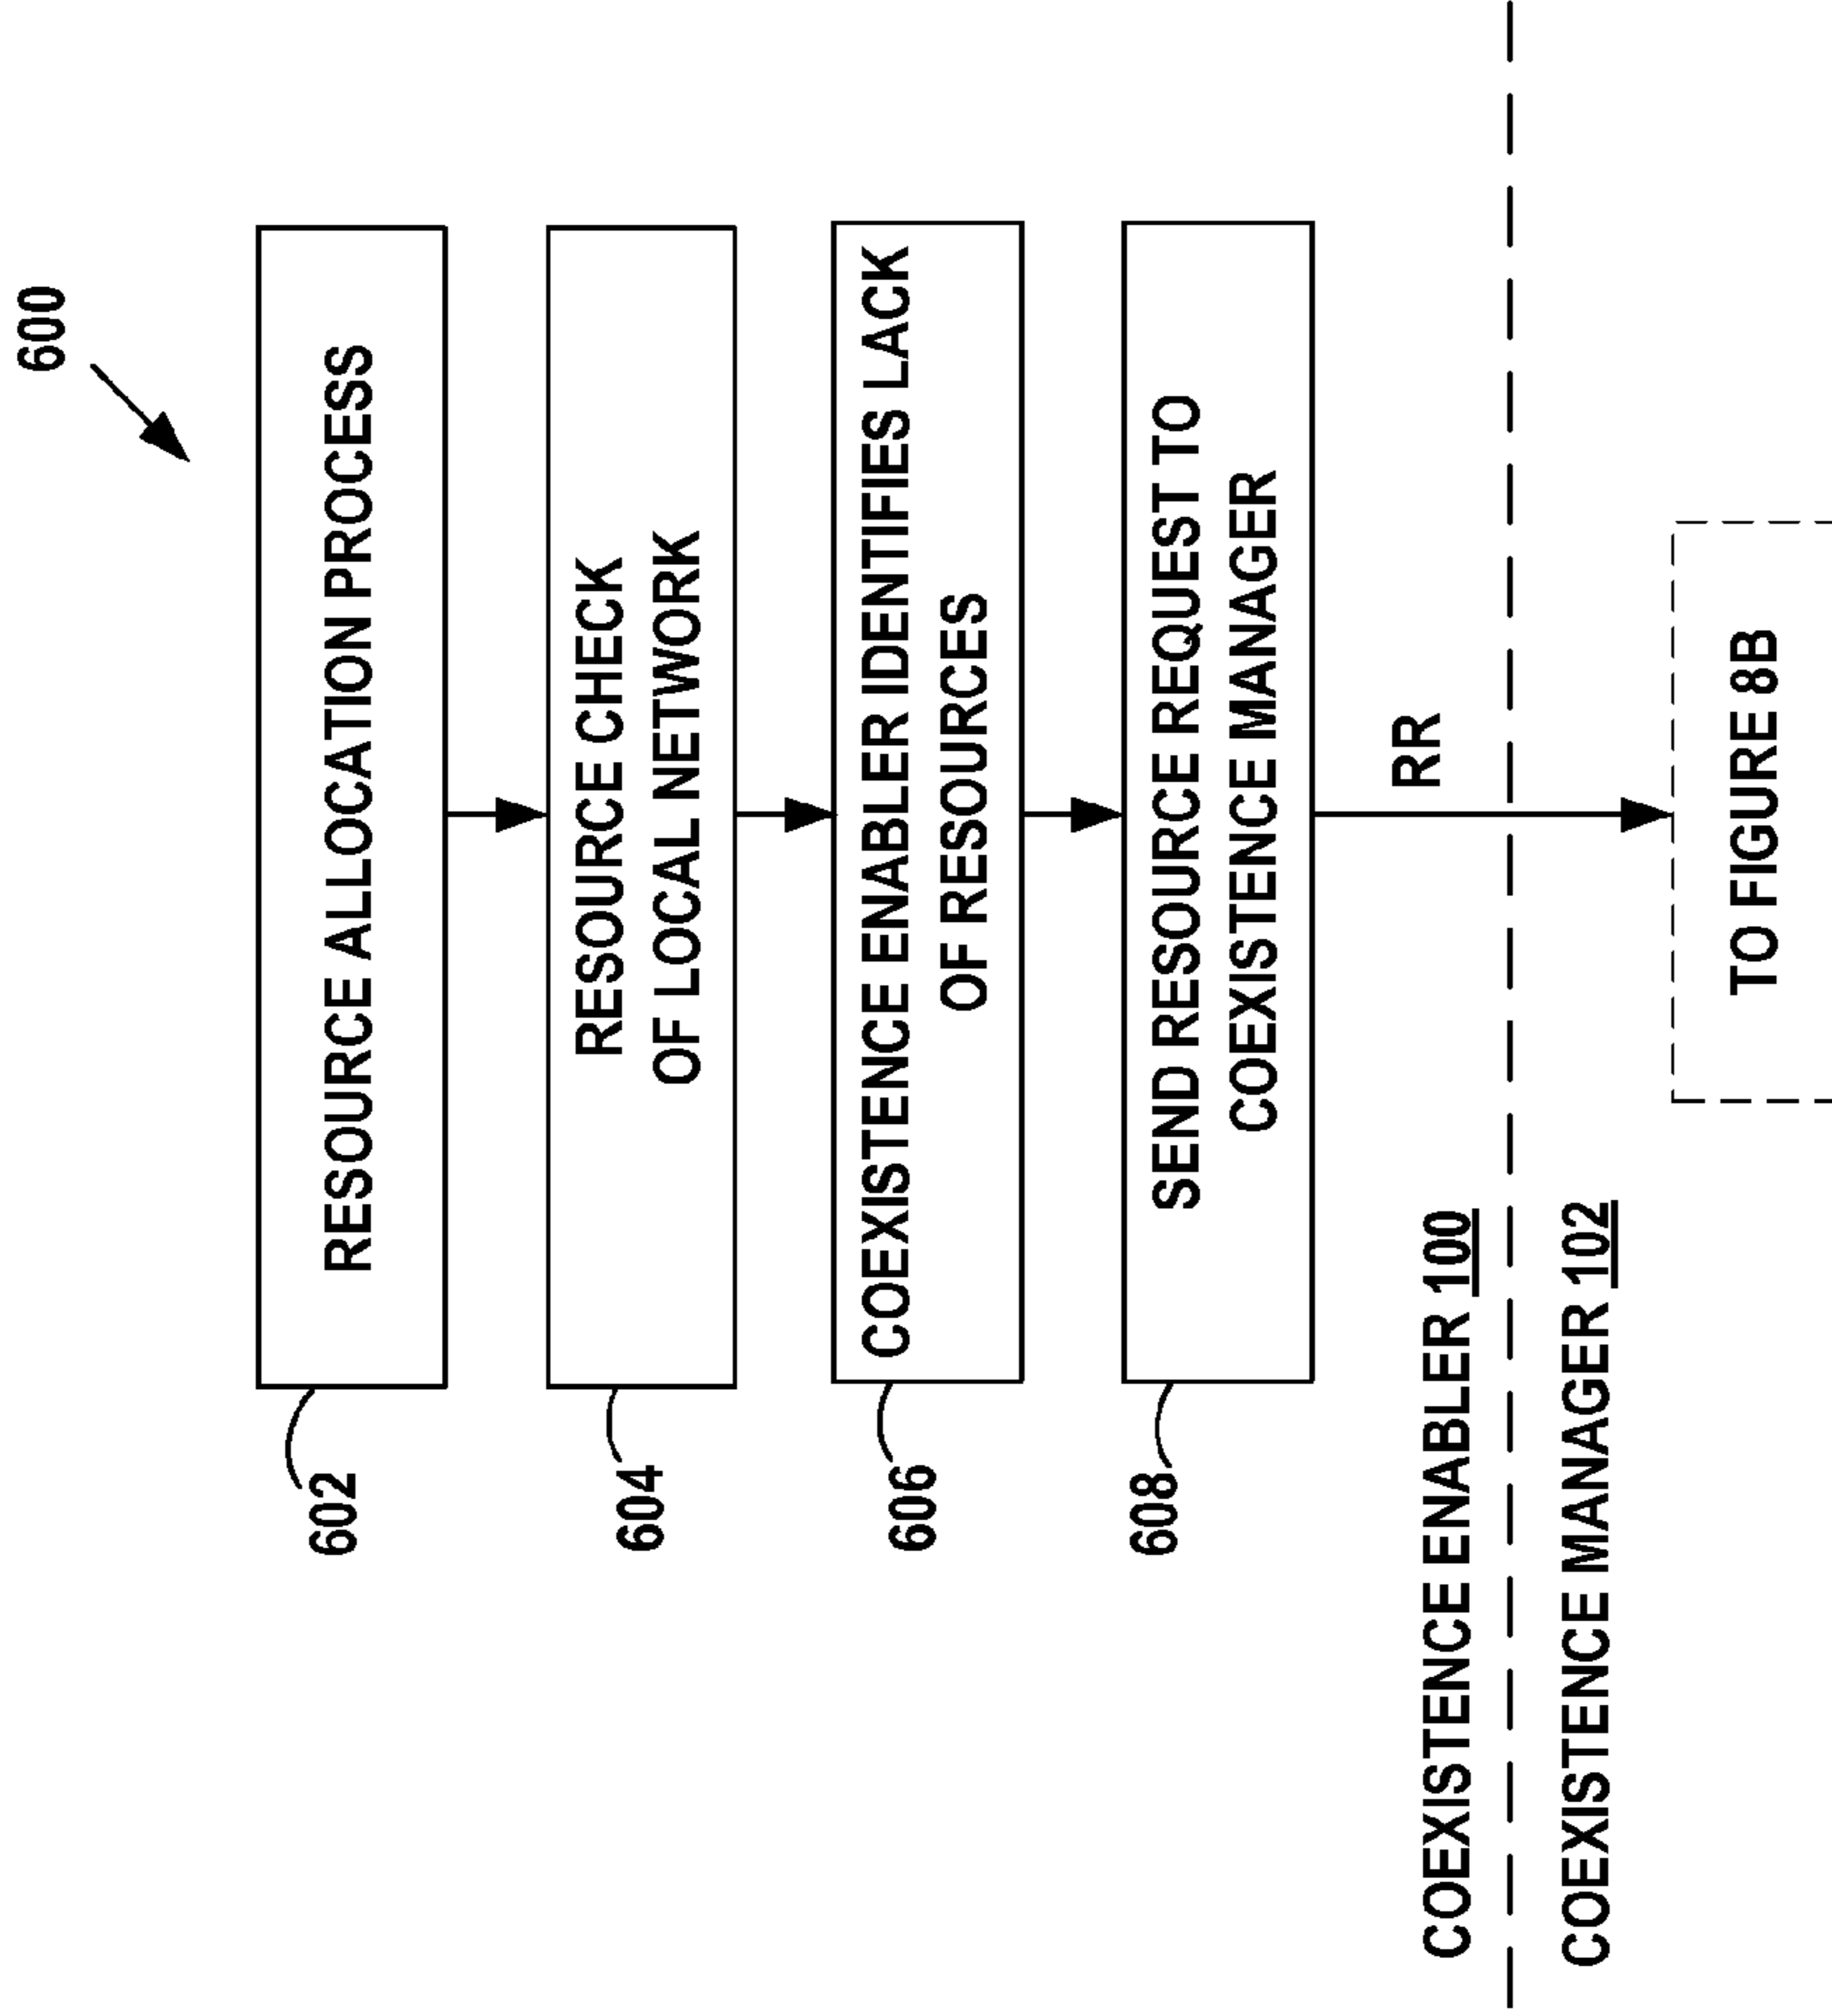 600
602
RESOURCE ALLOCATION PROCESS
604
RESOURCE CHECK
OF LOCAL NETWORK
606
COEXISTENCE ENABLER IDENTIFIES LACK
OF RESOURCES
608
SEND RESOURCE REQUEST TO
COEXISTENCE MANAGER
RR
COEXISTENCE ENABLER 100
COEXISTENCE MANAGER 102
TO FIGURE 8B